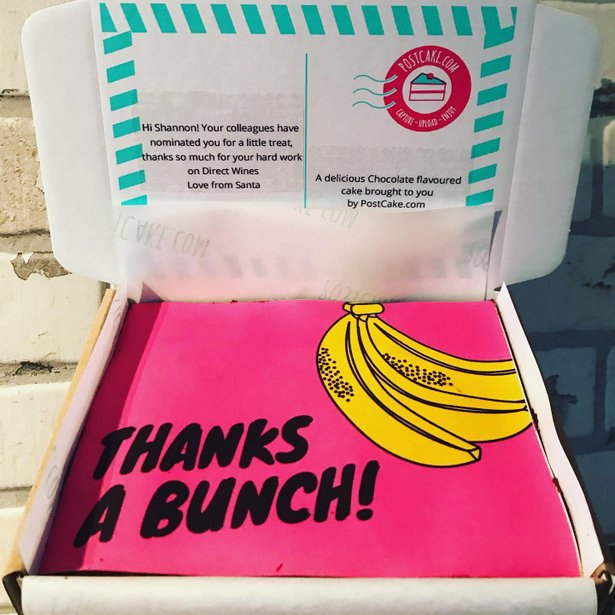 POSTCAKE.COM
CAPTURE - UPLOAD - ENJOY
Hi Shannon! Your colleagues have
nominated you for a little treat,
thanks so much for your hard work
on Direct Wines
Love from Santa
A delicious Chocolate flavoured
cake brought to you
by PostCake.com
THANKS
A BUNCH!